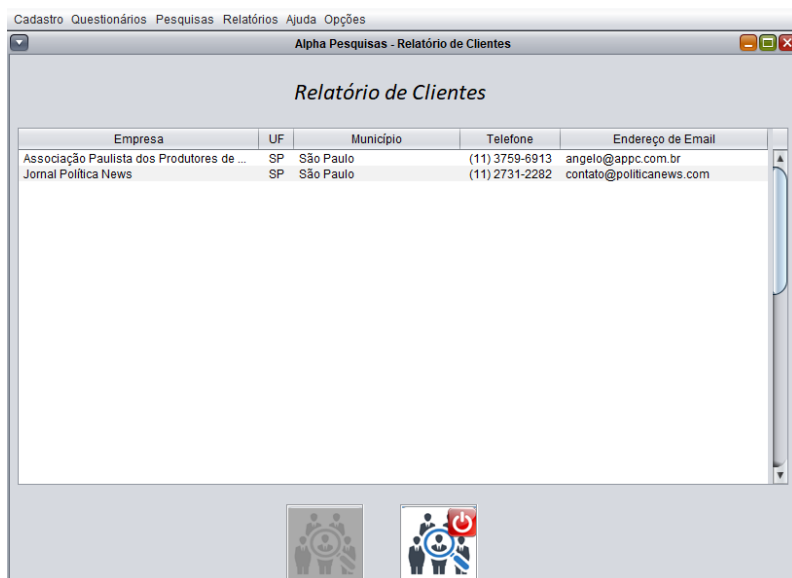 Cadastro Questionários Pesquisas Relatórios Ajuda Opções
Alpha Pesquisas - Relatório de Clientes
Relatório de Clientes
Empresa UF Município Telefone Endereço de Email
Associação Paulista dos Produtores de ... SP São Paulo (11) 3759-6913 angelo@appc.com.br
Jornal Política News SP São Paulo (11) 2731-2282 contato@politicanews.com